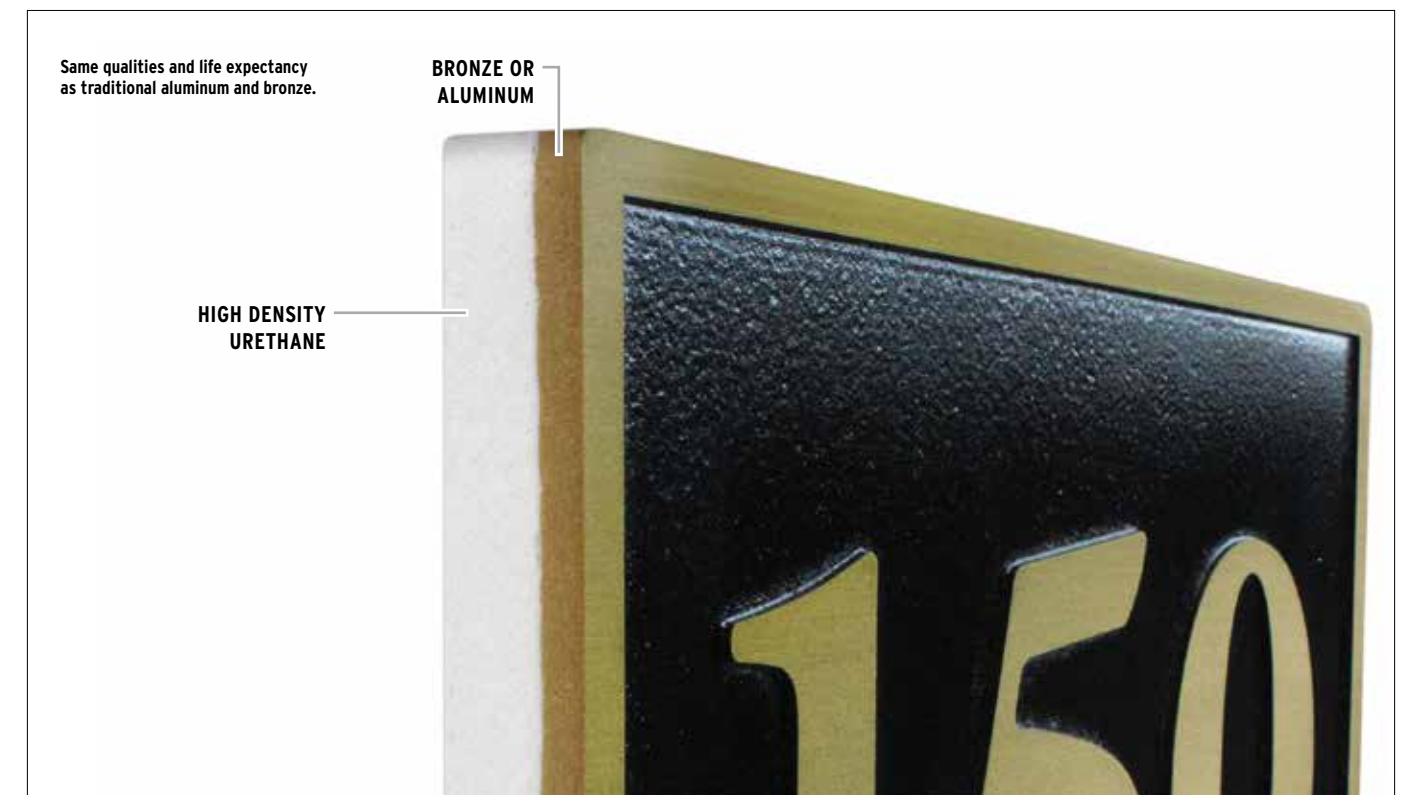 Same qualities and life expectancy
as traditional aluminum and bronze.
BRONZE OR
ALUMINUM
HIGH DENSITY
URETHANE
150